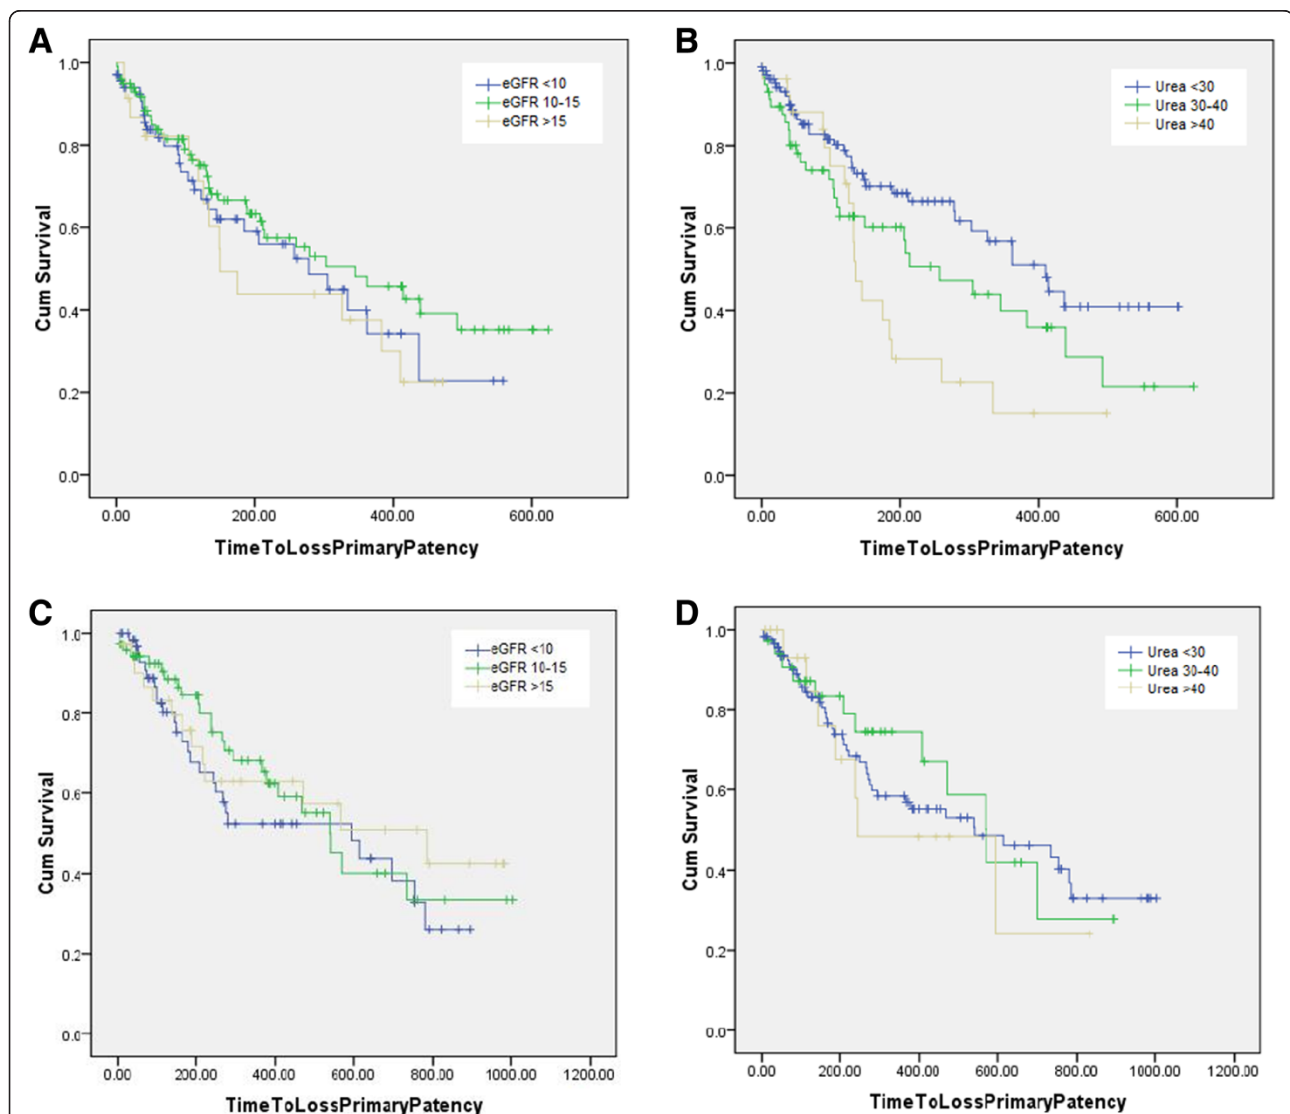 A
B
1.0
0.8
0.6
0.4
0.2
0.0
Cum Survival
eGFR <10
eGFR 10-15
eGFR >15
0.00 200.00 400.00 600.00
TimeToLossPrimaryPatency
1.0
0.8
0.6
0.4
0.2
0.0
Cum Survival
Urea <30
Urea 30-40
Urea >40
0.00 200.00 400.00 600.00
TimeToLossPrimaryPatency
C
D
1.0
0.8
0.6
0.4
0.2
0.0
Cum Survival
eGFR <10
eGFR 10-15
eGFR >15
0.00 200.00 400.00 600.00 800.00 1000.00 1200.00
TimeToLossPrimaryPatency
1.0
0.8
0.6
0.4
0.2
0.0
Cum Survival
Urea <30
Urea 30-40
Urea >40
0.00 200.00 400.00 600.00 800.00 1000.00 1200.00
TimeToLossPrimaryPatency